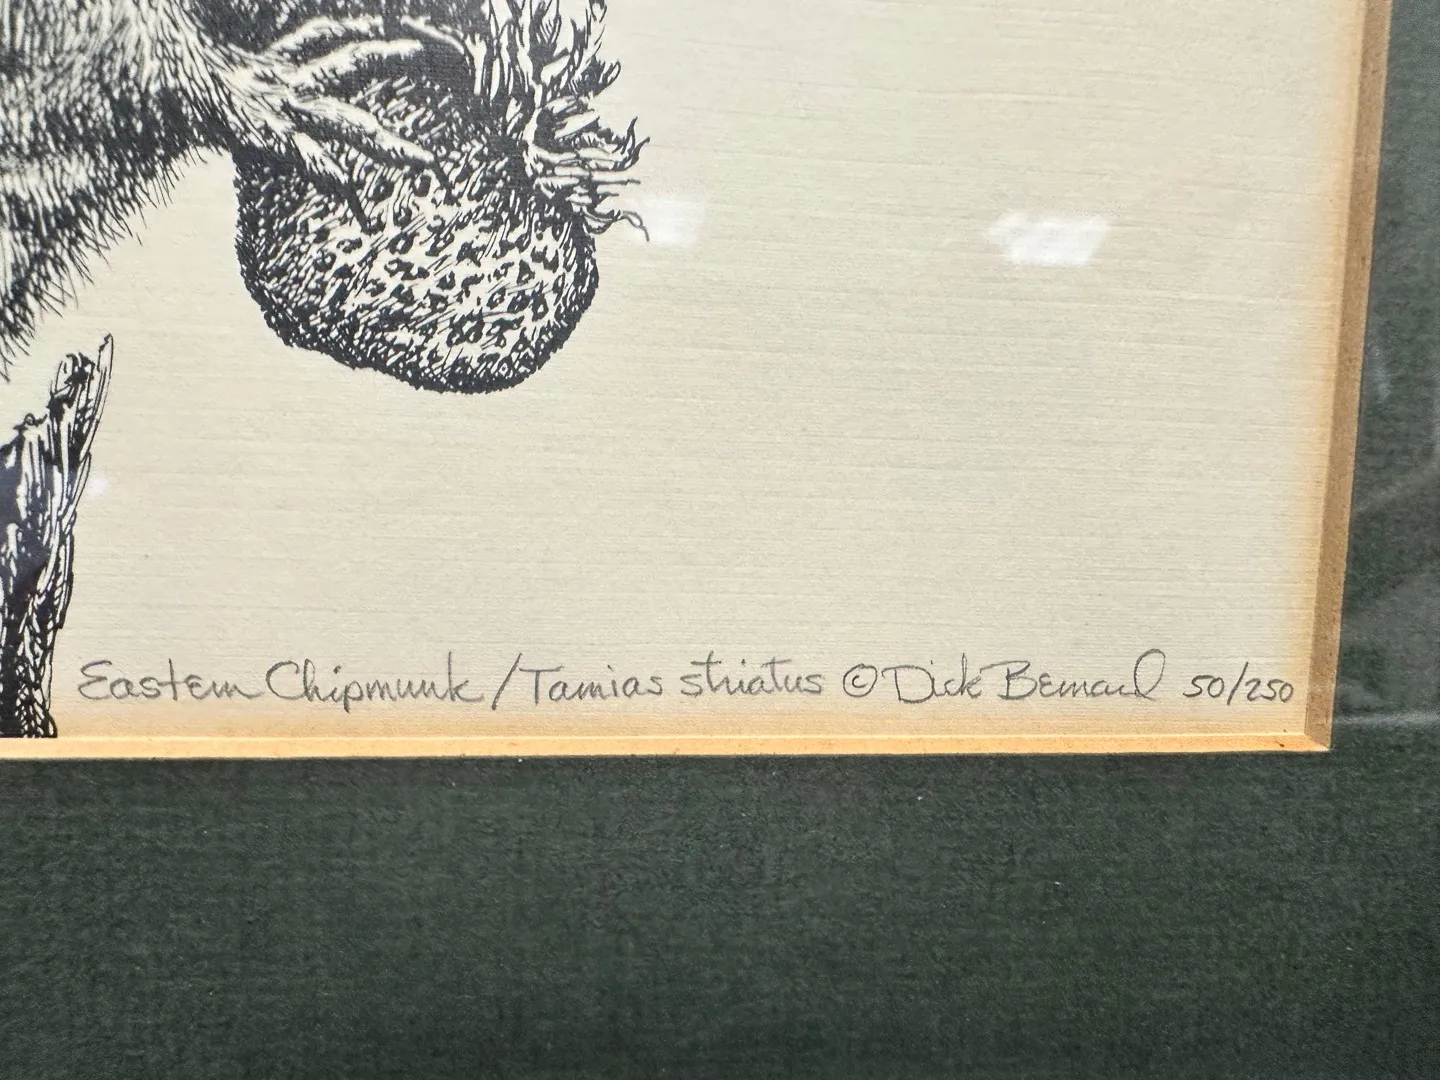 Eastern Chipmunk / Tamias striatus © Dick Bernard 50/250